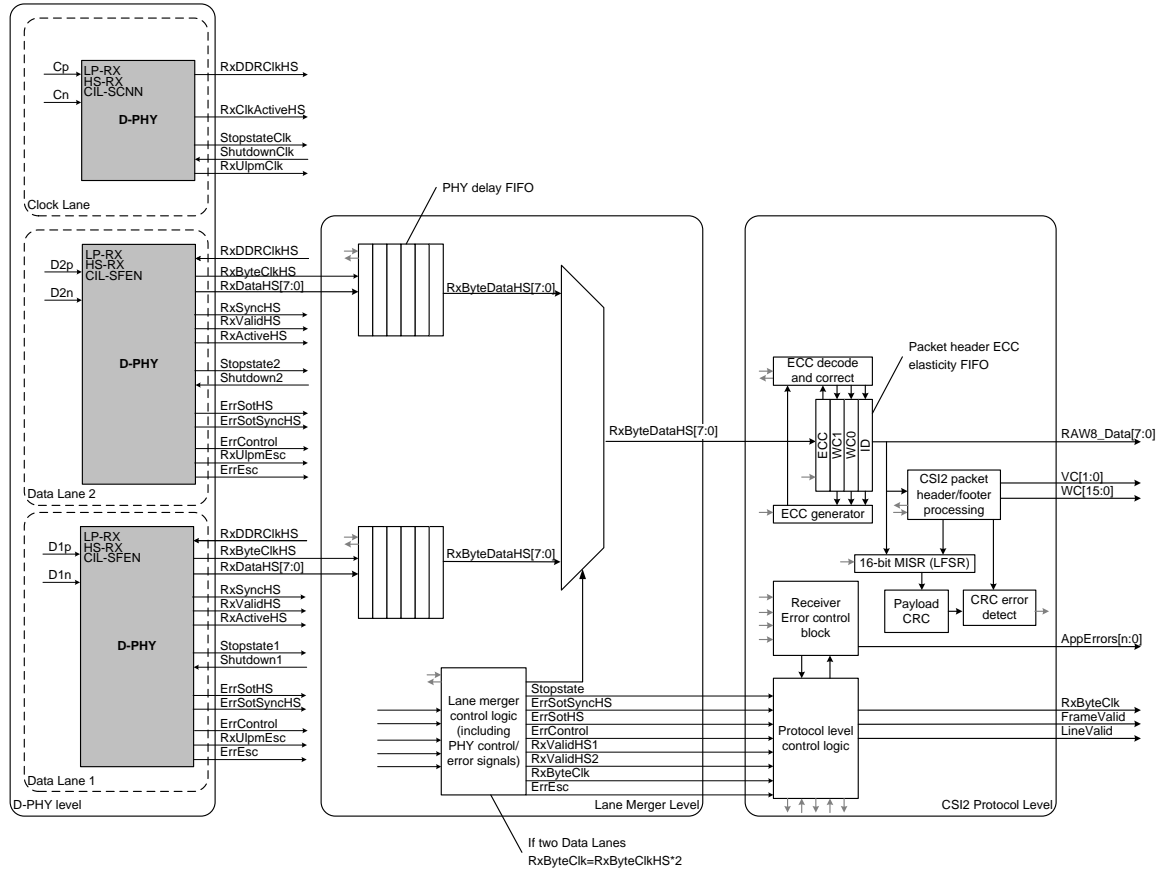 Cp
Cn
LP-RX
HS-RX
CIL-SCNN
D-PHY
RxDDRClkHS
RxClkActiveHS
StopstateClk
ShutdownClk
RxUlpmClk
Clock Lane
D2p
D2n
LP-RX
HS-RX
CIL-SFEN
D-PHY
RxDDRClkHS
RxByteClkHS
RxDataHS[7:0]
RxSyncHS
RxValidHS
RxActiveHS
Stopstate2
Shutdown2
ErrSotHS
ErrSotSyncHS
ErrControl
RxUlpmEsc
ErrEsc
Data Lane 2
D1p
D1n
LP-RX
HS-RX
CIL-SFEN
D-PHY
RxDDRClkHS
RxByteClkHS
RxDataHS[7:0]
RxSyncHS
RxValidHS
RxActiveHS
Stopstate1
Shutdown1
ErrSotHS
ErrSotSyncHS
ErrControl
RxUlpmEsc
ErrEsc
Data Lane 1
D-PHY level
PHY delay FIFO
RxByteDataHS[7:0]
RxByteDataHS[7:0]
RxByteDataHS[7:0]
Lane merger
control logic
(including
PHY control/
error signals)
Stopstate
ErrSotSyncHS
ErrSotHS
ErrControl
RxValidHS1
RxValidHS2
RxByteClk
ErrEsc
Lane Merger Level
If two Data Lanes
RxByteClk=RxByteClkHS*2
Packet header ECC
elasticity FIFO
ECC decode
and correct
ECC
WC1
WC0
ID
ECC generator
CSI2 packet
header/footer
processing
16-bit MISR (LFSR)
Payload
CRC
CRC error
detect
Receiver
Error control
block
Protocol level
control logic
CSI2 Protocol Level
RAW8_Data[7:0]
VC[1:0]
WC[15:0]
AppErrors[n:0]
RxByteClk
FrameValid
LineValid